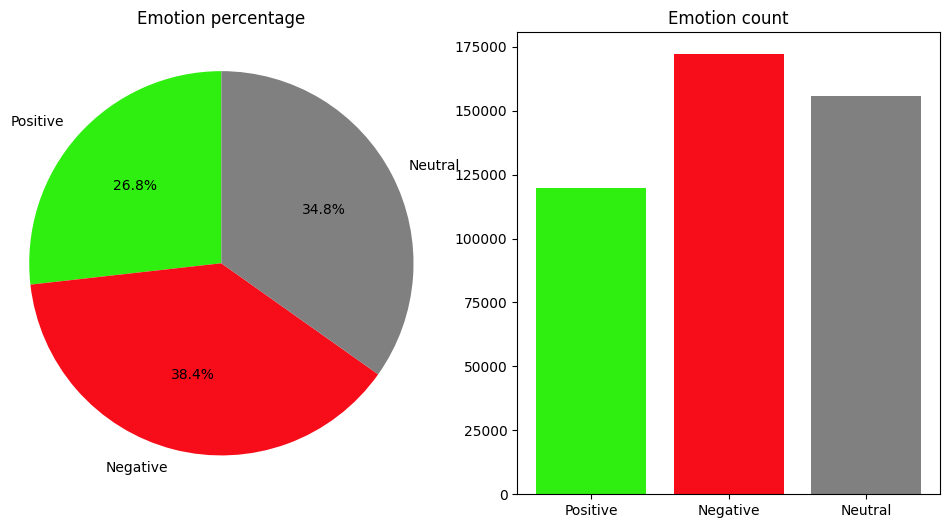 Emotion percentage
Positive
26.8%
Neutral
34.8%
38.4%
Negative
Emotion count
175000
150000
125000
100000
75000
50000
25000
0
Positive
Negative
Neutral